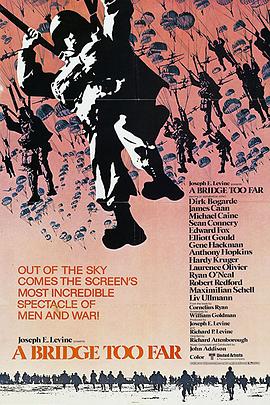 Joseph E. Levine presents
A BRIDGE TOO FAR
Dirk Bogarde
James Caan
Michael Caine
Sean Connery
Edward Fox
Elliott Gould
Gene Hackman
Anthony Hopkins
Hardy Kruger
Laurence Olivier
Ryan O'Neal
Robert Redford
Maximilian Schell
Liv Ullmann
Cornelius Ryan
William Goldman
Joseph E. Levine
Richard P. Levine
Richard Attenborough
John Addison
Color
United Artists
OUT OF THE SKY
COMES THE SCREEN'S
MOST INCREDIBLE
SPECTACLE OF
MEN AND WAR!
Joseph E. Levine presents
A BRIDGE TOO FAR